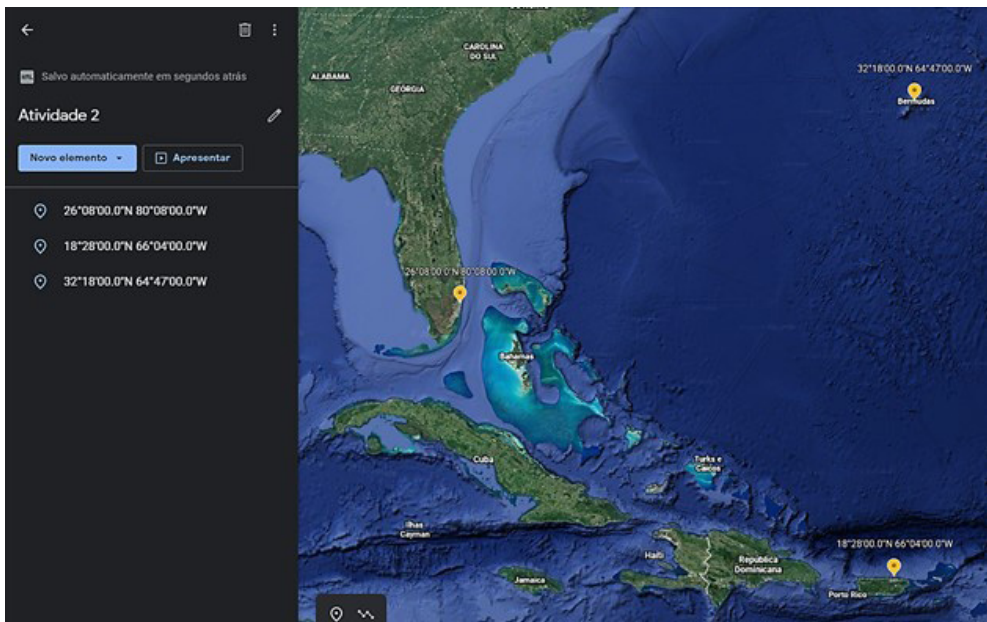 Salvo automaticamente em segundos atrás
Atividade 2
Novo elemento
Apresentar
26°08'00.0"N 80°08'00.0"W
18°28'00.0"N 66°04'00.0"W
32°18'00.0"N 64°47'00.0"W
CAROLINA
DO SUL
ALABAMA
GEÓRGIA
32°18'00.0"N 64°47'00.0"W
Bermudas
26°08'00.0"N 80°08'00.0"W
Bahamas
Cuba
Turks e
Caicos
Ilhas
Cayman
Haiti
República
Dominicana
18°28'00.0"N 66°04'00.0"W
Jamaica
Porto Rico